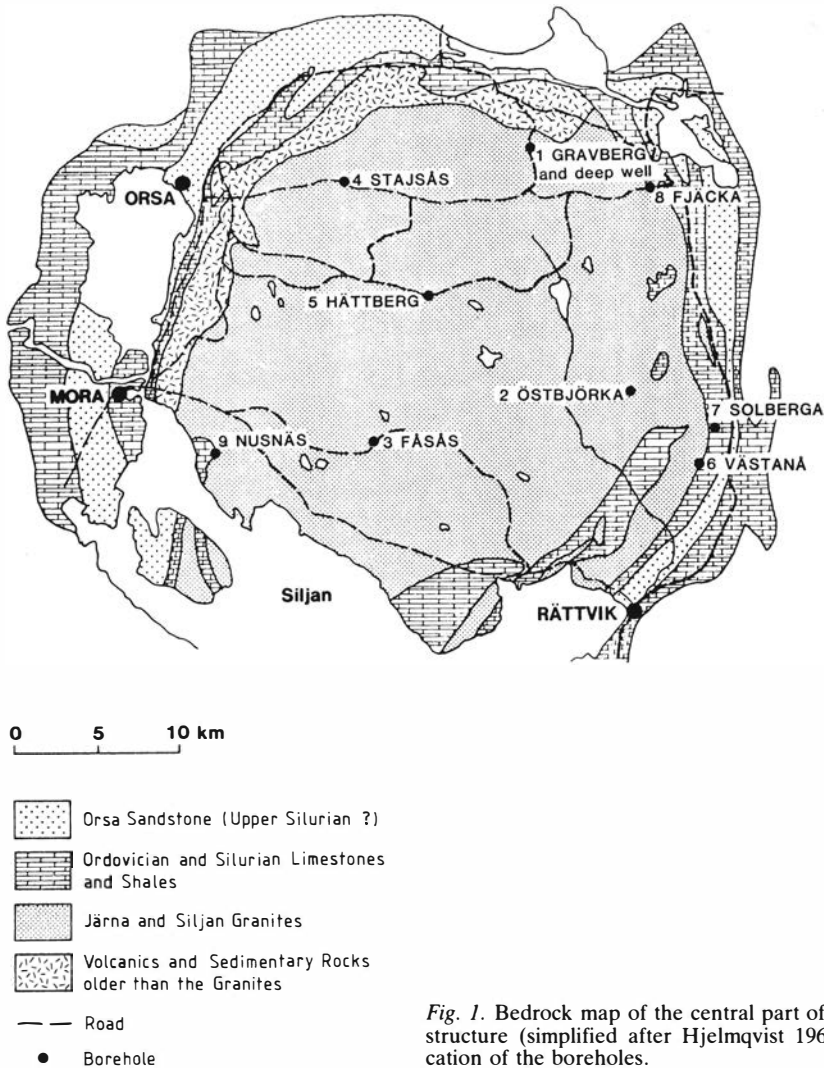 1 GRAVBERG
and deep well
ORSA
4 STAJSÅS
8 FJÄCKA
5 HÄTTBERG
MORA
2 ÖSTBJÖRKA
7 SOLBERGA
9 NUSNÄS
3 FÅSÅS
6 VÄSTANÅ
Siljan
RÄTTVIK
0 5 10 km
Orsa Sandstone (Upper Silurian ?)
Ordovician and Silurian Limestones
and Shales
Järna and Siljan Granites
Volcanics and Sedimentary Rocks
older than the Granites
Road
Borehole
Fig. 1. Bedrock map of the central part of
structure (simplified after Hjelmqvist 196
cation of the boreholes.